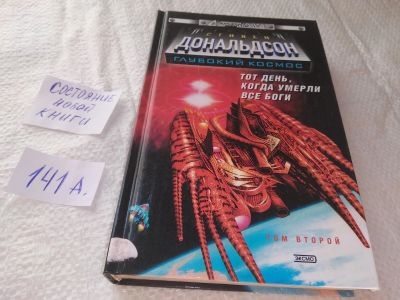 СТИВЕН
ДОНАЛЬДСОН
ГЛУБОКИЙ КОСМОС
ТОТ ДЕНЬ,
КОГДА УМЕРЛИ
ВСЕ БОГИ
ТОМ ВТОРОЙ
ЭКСМО
СОСТОЯНИЕ
НОВОЙ
КНИГИ
141 А.